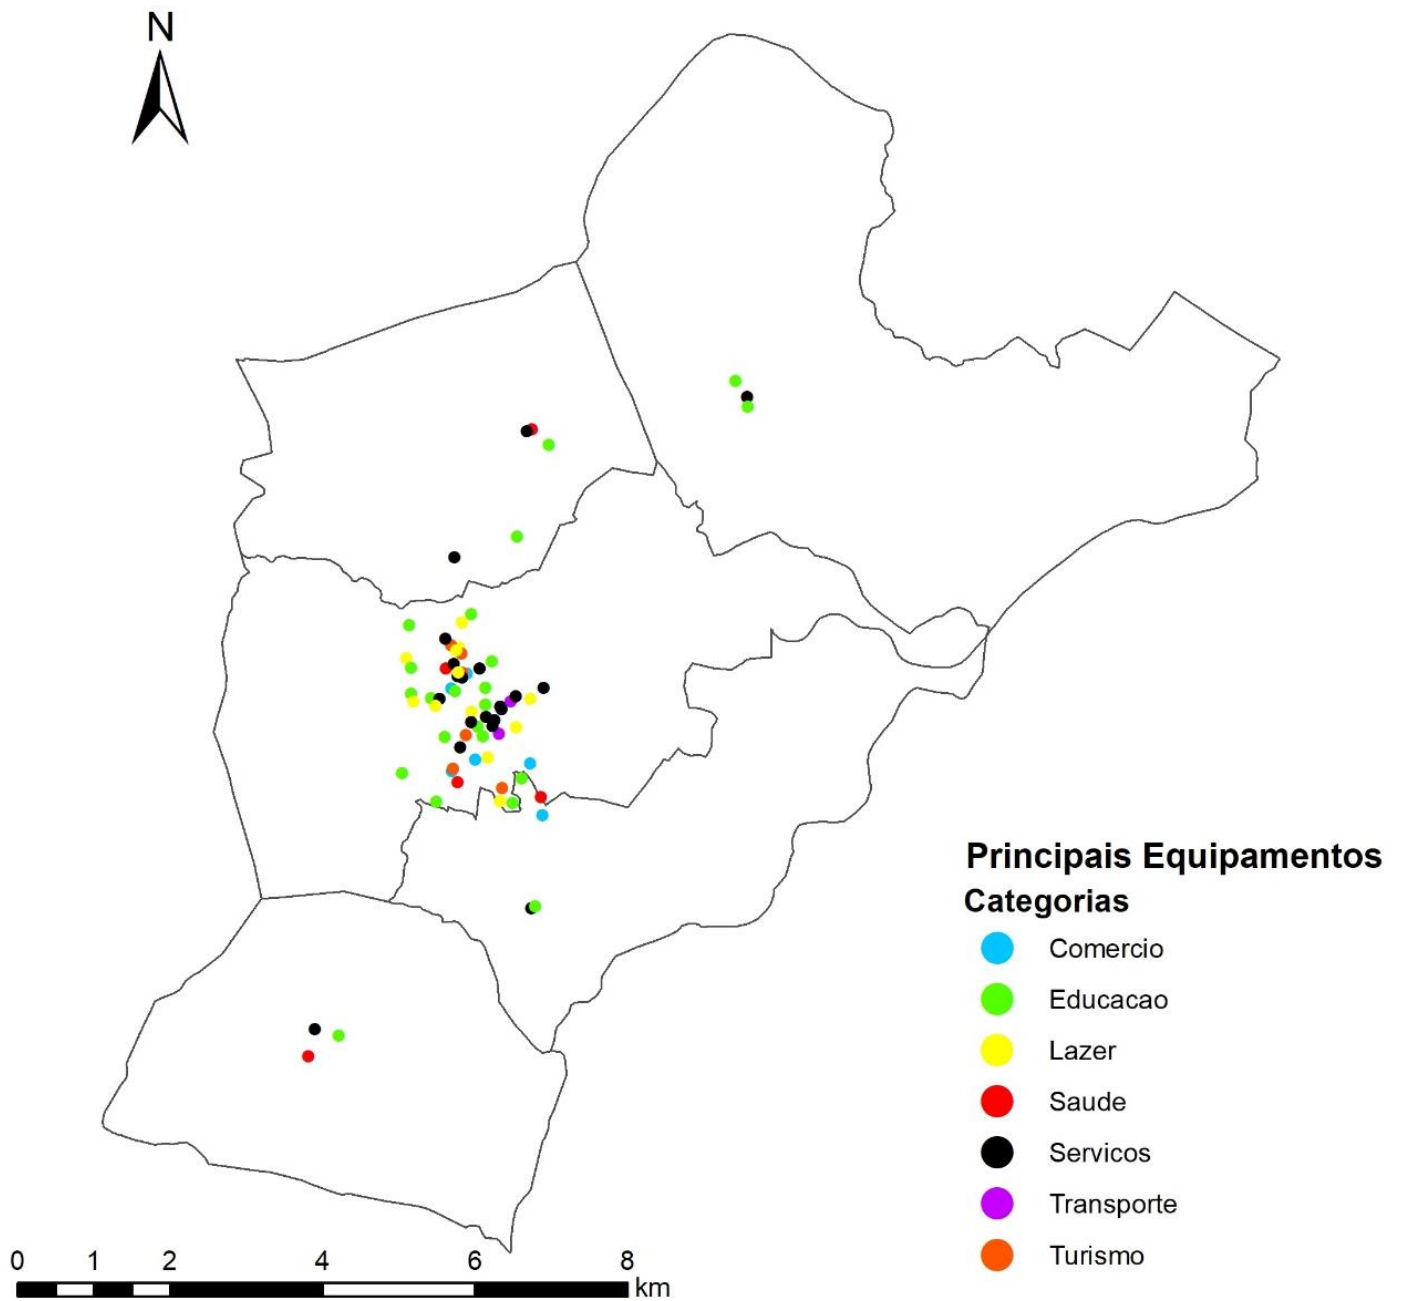 N
Principais Equipamentos
Categorias
Comercio
Educacao
Lazer
Saude
Servicos
Transporte
Turismo
0 1 2 4 6 8
km